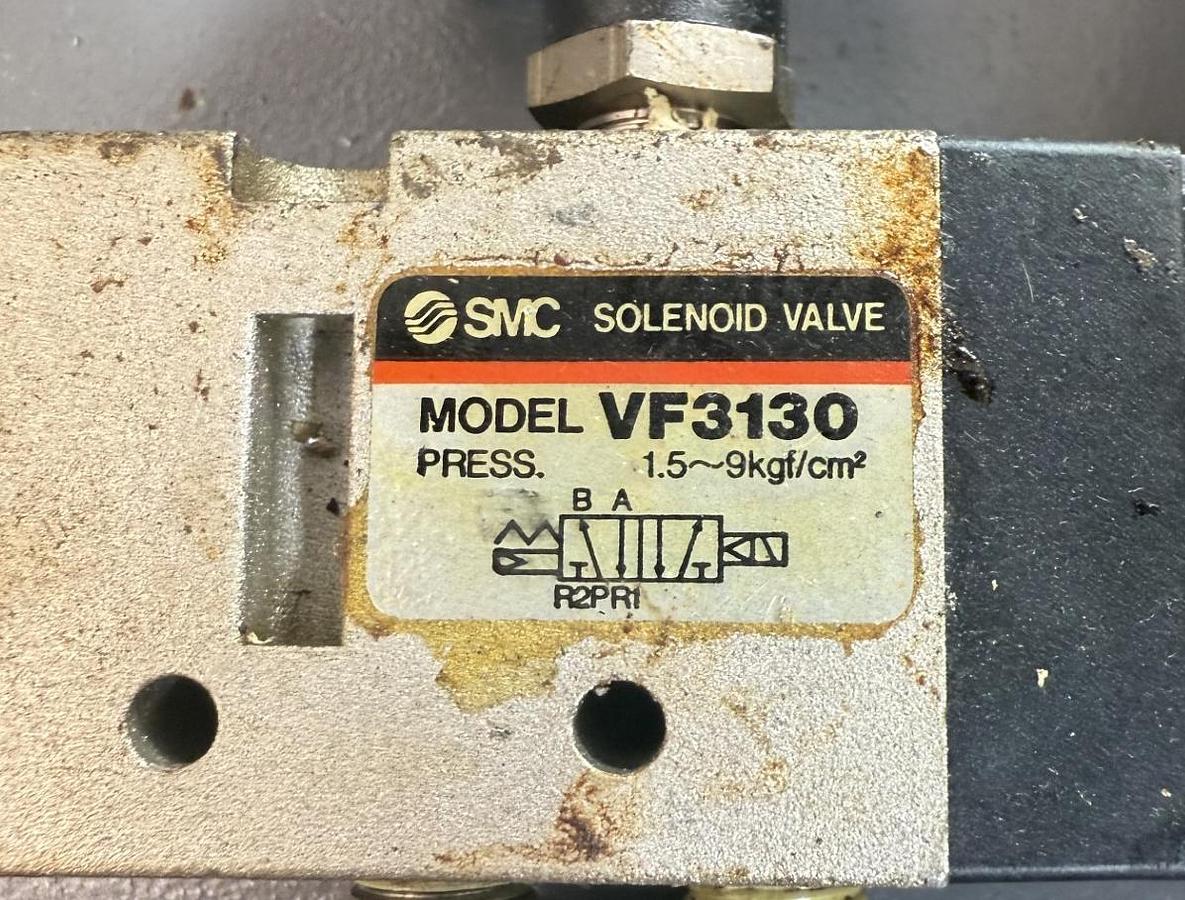 SMC SOLENOID VALVE
MODEL VF3130
PRESS. 1.5～9kgf/cm²
B A
R2PR1